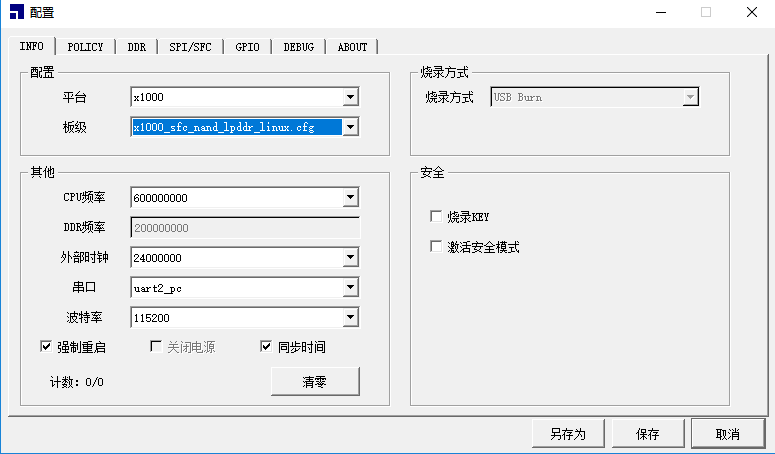 配置
INFO POLICY DDR SPI/SFC GPIO DEBUG ABOUT
配置
平台 x1000
板级 x1000_sfc_nand_lpddr_linux.cfg
烧录方式
烧录方式 USB Burn
其他
CPU频率 600000000
DDR频率 200000000
外部时钟 24000000
串口 uart2_pc
波特率 115200
强制重启 关闭电源 同步时间
计数: 0/0 清零
安全
烧录KEY
激活安全模式
另存为 保存 取消